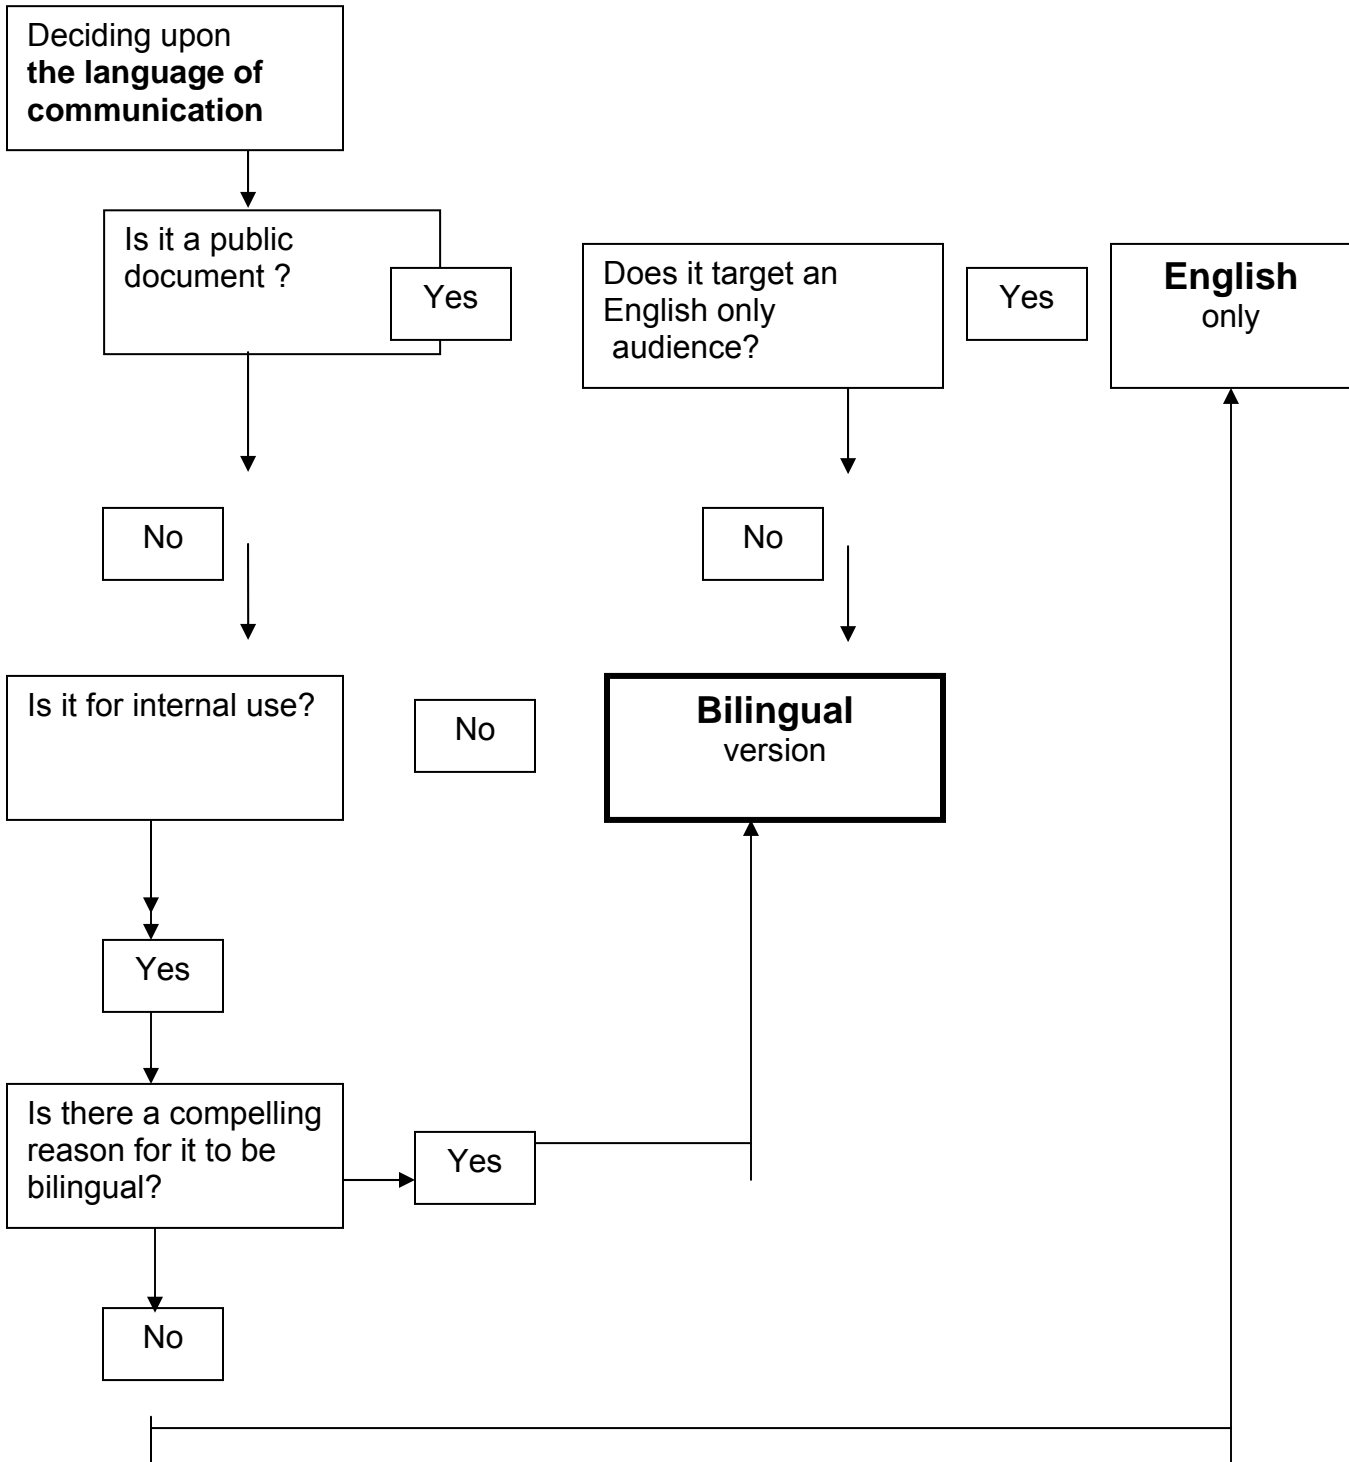 Deciding upon
the language of
communication
Is it a public
document ?
Yes
Does it target an
English only
audience?
Yes
English
only
No
No
Is it for internal use?
No
Bilingual
version
Yes
Is there a compelling
reason for it to be
bilingual?
Yes
No